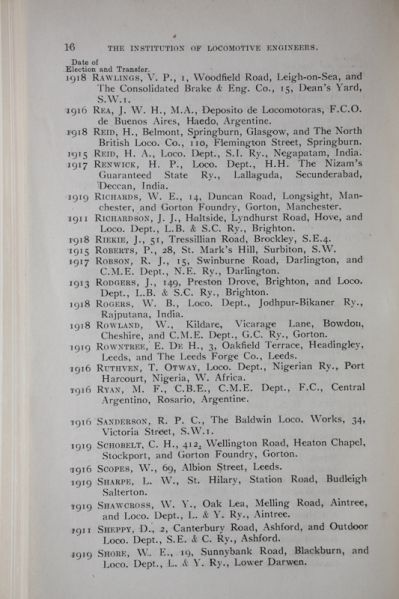 16 THE INSTITUTION OF LOCOMOTIVE ENGINEERS.
Date of
Election and Transfer.
1918 RAWLINGS, V. P., 1, Woodfield Road, Leigh-on-Sea, and
The Consolidated Brake & Eng. Co., 15, Dean's Yard,
S.W.1.
1916 REA, J. W. H., M.A., Deposito de Locomotoras, F.C.O.
de Buenos Aires, Haedo, Argentine.
1918 REID, H., Belmont, Springburn, Glasgow, and The North
British Loco. Co., 110, Flemington Street, Springburn.
1915 REID, H. A., Loco. Dept., S.I. Ry., Negapatam, India.
1917 RENWICK, H. P., Loco. Dept., H.H. The Nizam's
Guaranteed State Ry., Lallaguda, Secunderabad,
Deccan, India.
1919 RICHARDS, W. E., 14, Duncan Road, Longsight, Man-
chester, and Gorton Foundry, Gorton, Manchester.
1911 RICHARDSON, J. J., Haltside, Lyndhurst Road, Hove, and
Loco. Dept., L.B. & S.C. Ry., Brighton.
1918 RIEKIE, J., 51, Tressillian Road, Brockley, S.E.4.
1915 ROBERTS, P., 28, St. Mark's Hill, Surbiton, S.W.
1917 ROBSON, R. J., 15, Swinburne Road, Darlington, and
C.M.E. Dept., N.E. Ry., Darlington.
1913 RODGERS, J., 149, Preston Drove, Brighton, and Loco.
Dept., L.B. & S.C. Ry., Brighton.
1918 ROGERS, W. B., Loco. Dept., Jodhpur-Bikaner Ry.,
Rajputana, India.
1918 ROWLAND, W., Kildare, Vicarage Lane, Bowdon,
Cheshire, and C.M.E. Dept., G.C. Ry., Gorton.
1919 ROWNTREE, E. DE H., 3, Oakfield Terrace, Headingley,
Leeds, and The Leeds Forge Co., Leeds.
1916 RUTHVEN, T. OTWAY, Loco. Dept., Nigerian Ry., Port
Harcourt, Nigeria, W. Africa.
1916 RYAN, M. F., C.B.E., C.M.E. Dept., F.C., Central
Argentino, Rosario, Argentine.
1916 SANDERSON, R. P. C., The Baldwin Loco. Works, 34,
Victoria Street, S.W.1.
1919 SCHOBELT, C. H., 412, Wellington Road, Heaton Chapel,
Stockport, and Gorton Foundry, Gorton.
1916 SCOPES, W., 69, Albion Street, Leeds.
1919 SHARPE, L. W., St. Hilary, Station Road, Budleigh
Salterton.
1919 SHAWCROSS, W. Y., Oak Lea, Melling Road, Aintree,
and Loco. Dept., L. & Y. Ry., Aintree.
1911 SHEPPY, D., 2, Canterbury Road, Ashford, and Outdoor
Loco. Dept., S.E. & C. Ry., Ashford.
1919 SHORE, W. E., 19, Sunnybank Road, Blackburn, and
Loco. Dept., L. & Y. Ry., Lower Darwen.